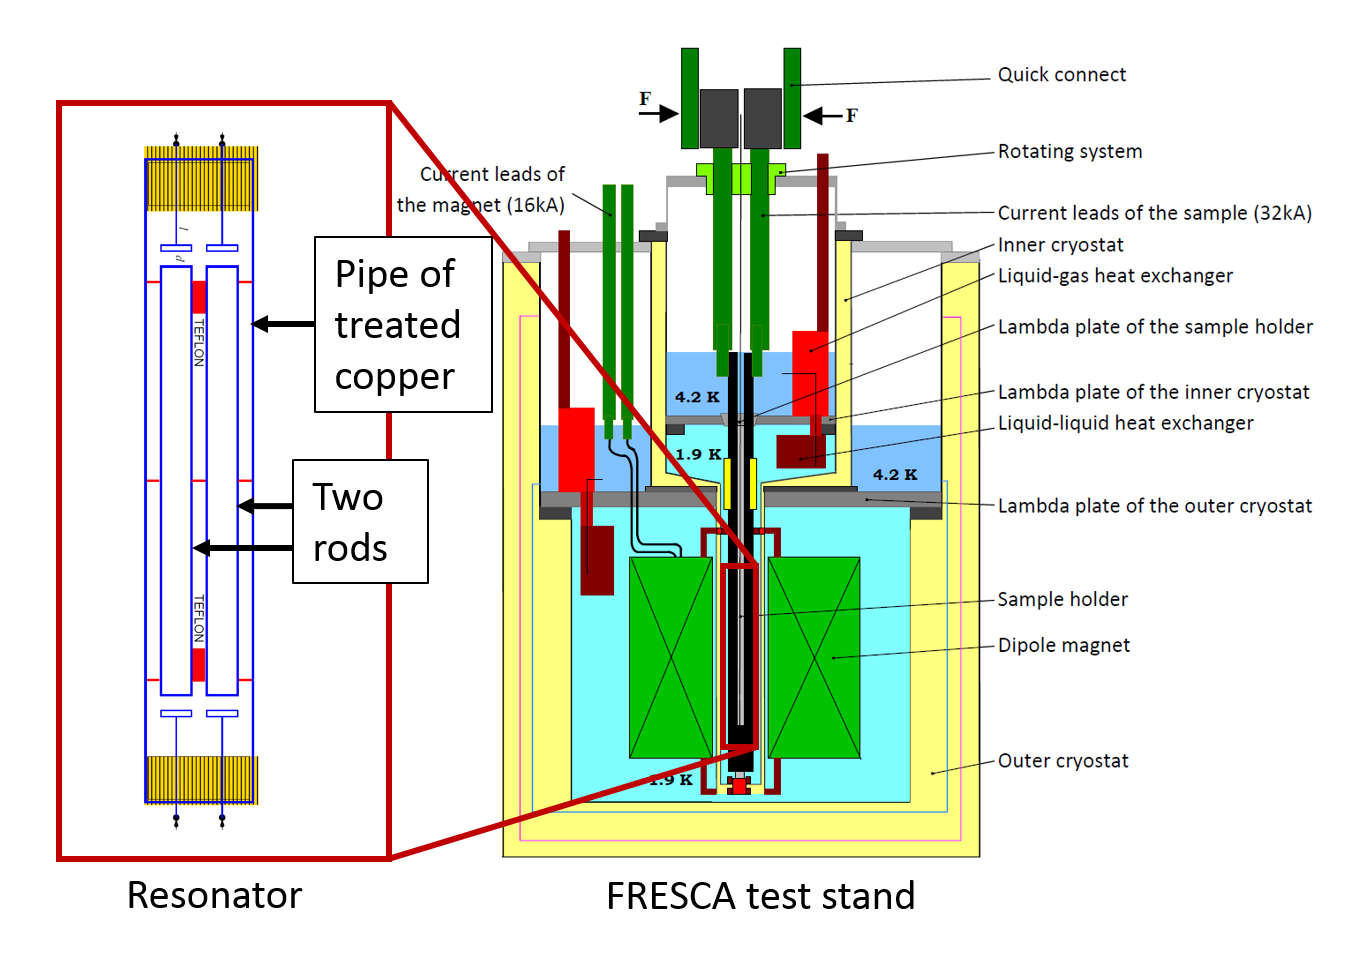 Quick connect
F
F
Rotating system
Current leads of
the magnet (16kA)
Current leads of the sample (32kA)
Inner cryostat
Liquid-gas heat exchanger
Lambda plate of the sample holder
Lambda plate of the inner cryostat
Liquid-liquid heat exchanger
Lambda plate of the outer cryostat
Sample holder
Dipole magnet
Outer cryostat
4.2 K
1.9 K
4.2 K
1.9 K
l
d
Pipe of
treated
copper
TEFLON
Two
rods
TEFLON
Resonator
FRESCA test stand